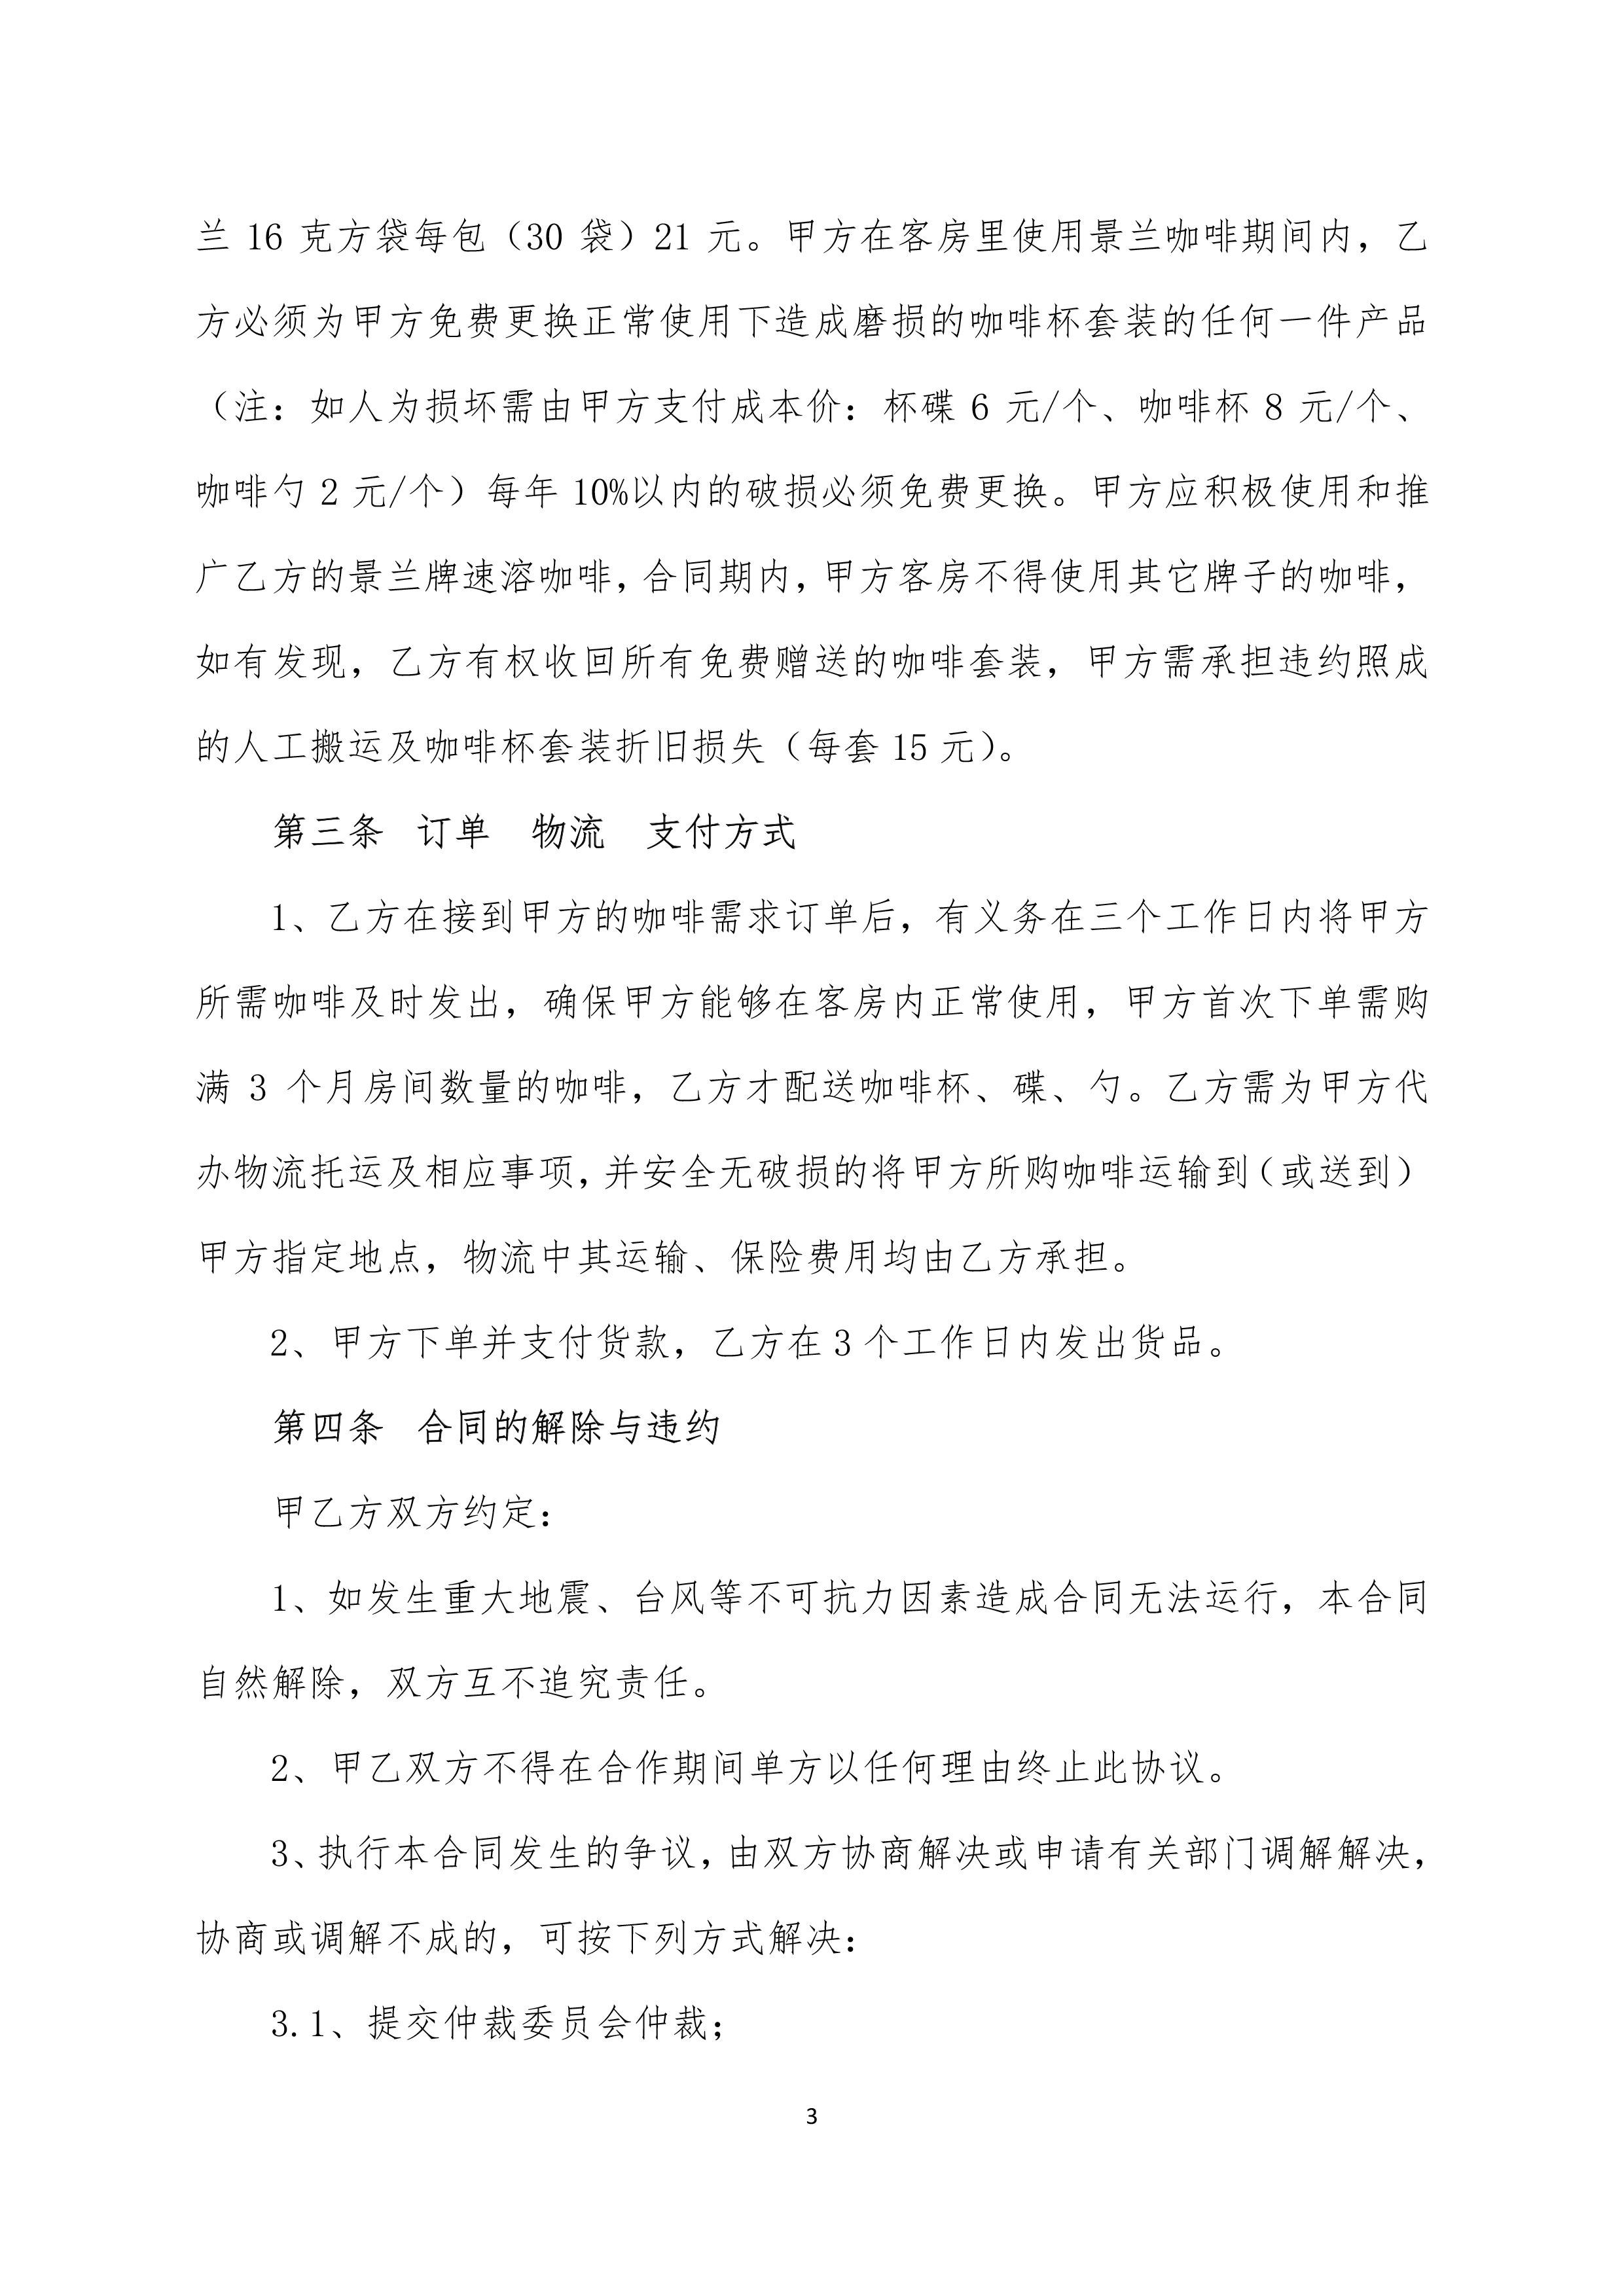 兰 16 克方袋每包（30 袋）21 元。甲方在客房里使用景兰咖啡期间内，乙
方必须为甲方免费更换正常使用下造成磨损的咖啡杯套装的任何一件产品
（注：如人为损坏需由甲方支付成本价：杯碟 6 元/个、咖啡杯 8 元/个、
咖啡勺 2 元/个）每年 10%以内的破损必须免费更换。甲方应积极使用和推
广乙方的景兰牌速溶咖啡，合同期内，甲方客房不得使用其它牌子的咖啡，
如有发现，乙方有权收回所有免费赠送的咖啡套装，甲方需承担违约照成
的人工搬运及咖啡杯套装折旧损失（每套 15 元）。
第三条 订单 物流 支付方式
1、乙方在接到甲方的咖啡需求订单后，有义务在三个工作日内将甲方
所需咖啡及时发出，确保甲方能够在客房内正常使用，甲方首次下单需购
满 3 个月房间数量的咖啡，乙方才配送咖啡杯、碟、勺。乙方需为甲方代
办物流托运及相应事项，并安全无破损的将甲方所购咖啡运输到（或送到）
甲方指定地点，物流中其运输、保险费用均由乙方承担。
2、甲方下单并支付货款，乙方在 3 个工作日内发出货品。
第四条 合同的解除与违约
甲乙方双方约定：
1、如发生重大地震、台风等不可抗力因素造成合同无法运行，本合同
自然解除，双方互不追究责任。
2、甲乙双方不得在合作期间单方以任何理由终止此协议。
3、执行本合同发生的争议，由双方协商解决或申请有关部门调解解决，
协商或调解不成的，可按下列方式解决：
3.1、提交仲裁委员会仲裁；
3